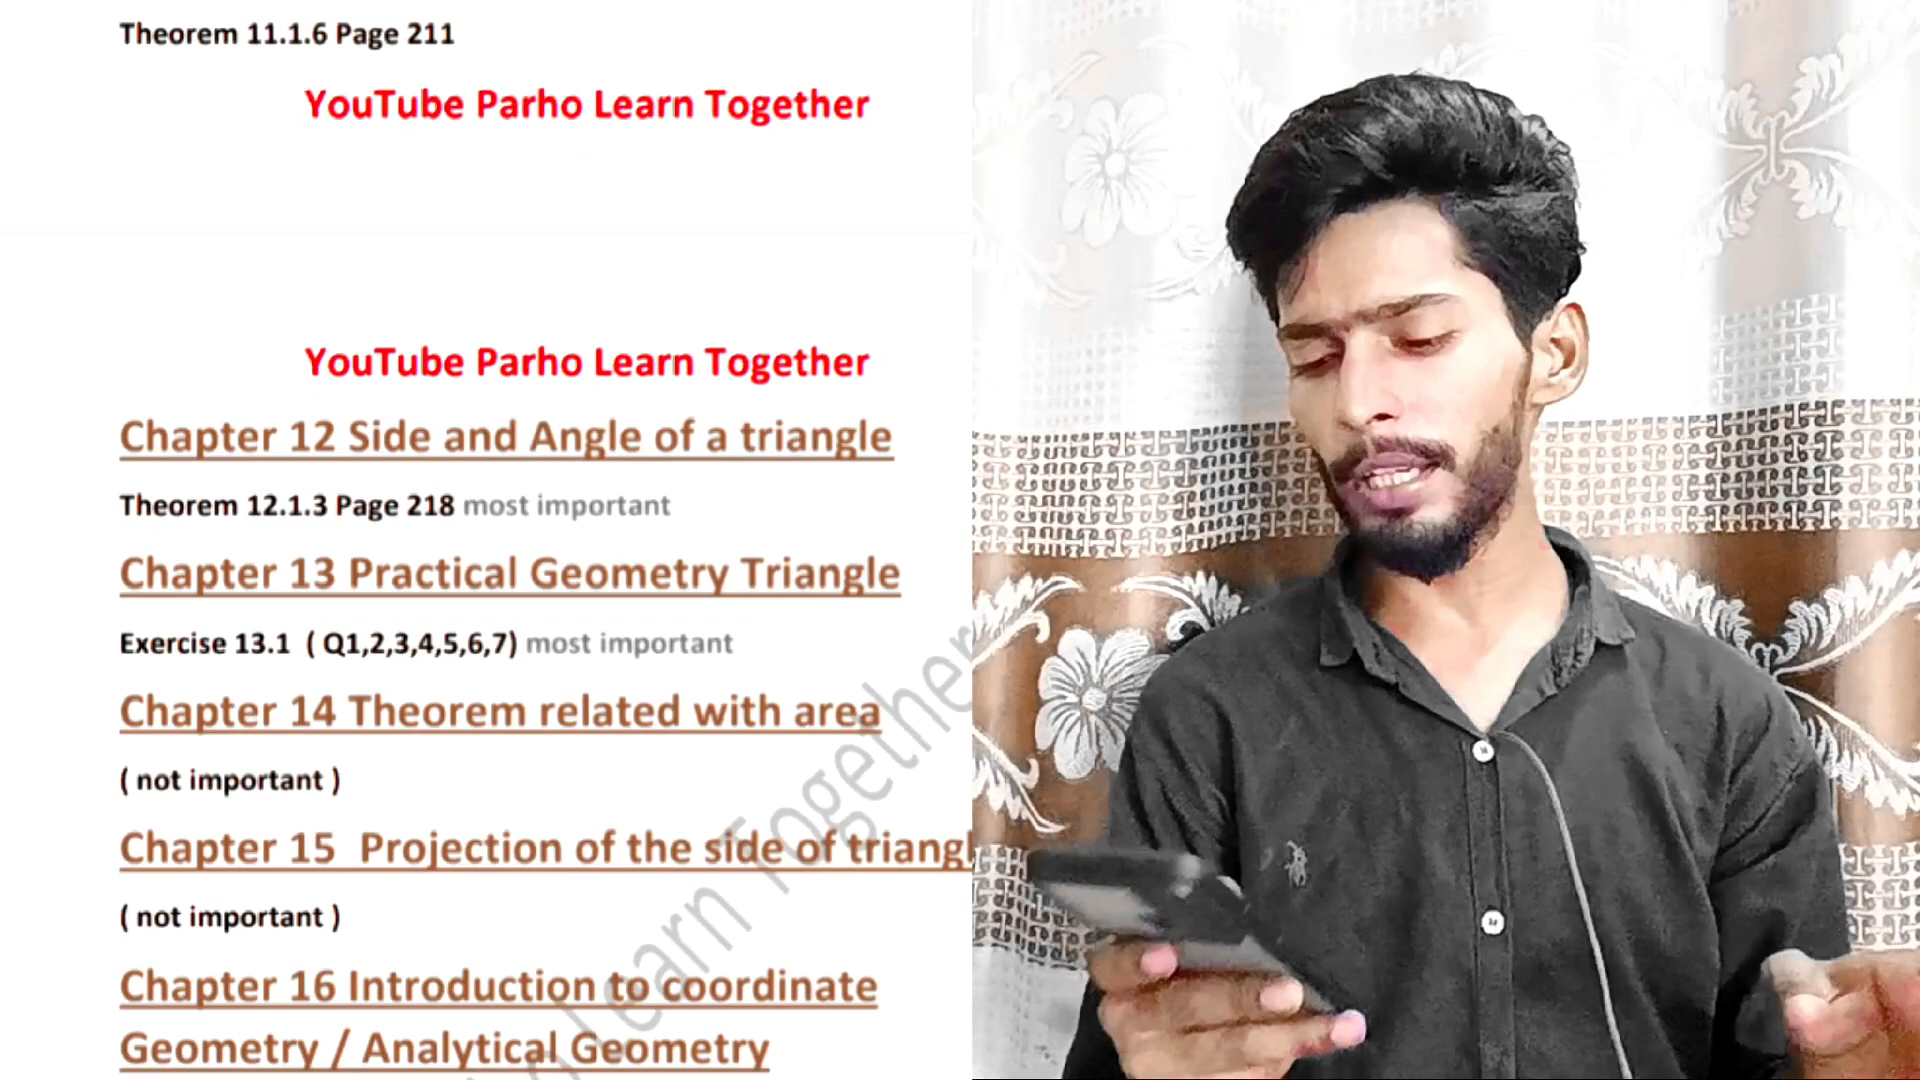 Theorem 11.1.6 Page 211
YouTube Parho Learn Together
YouTube Parho Learn Together
Chapter 12 Side and Angle of a triangle
Theorem 12.1.3 Page 218 most important
Chapter 13 Practical Geometry Triangle
Exercise 13.1 ( Q1,2,3,4,5,6,7) most important
Chapter 14 Theorem related with area
( not important )
Chapter 15 Projection of the side of triangl
( not important )
Chapter 16 Introduction to coordinate
Geometry / Analytical Geometry
Learn Together